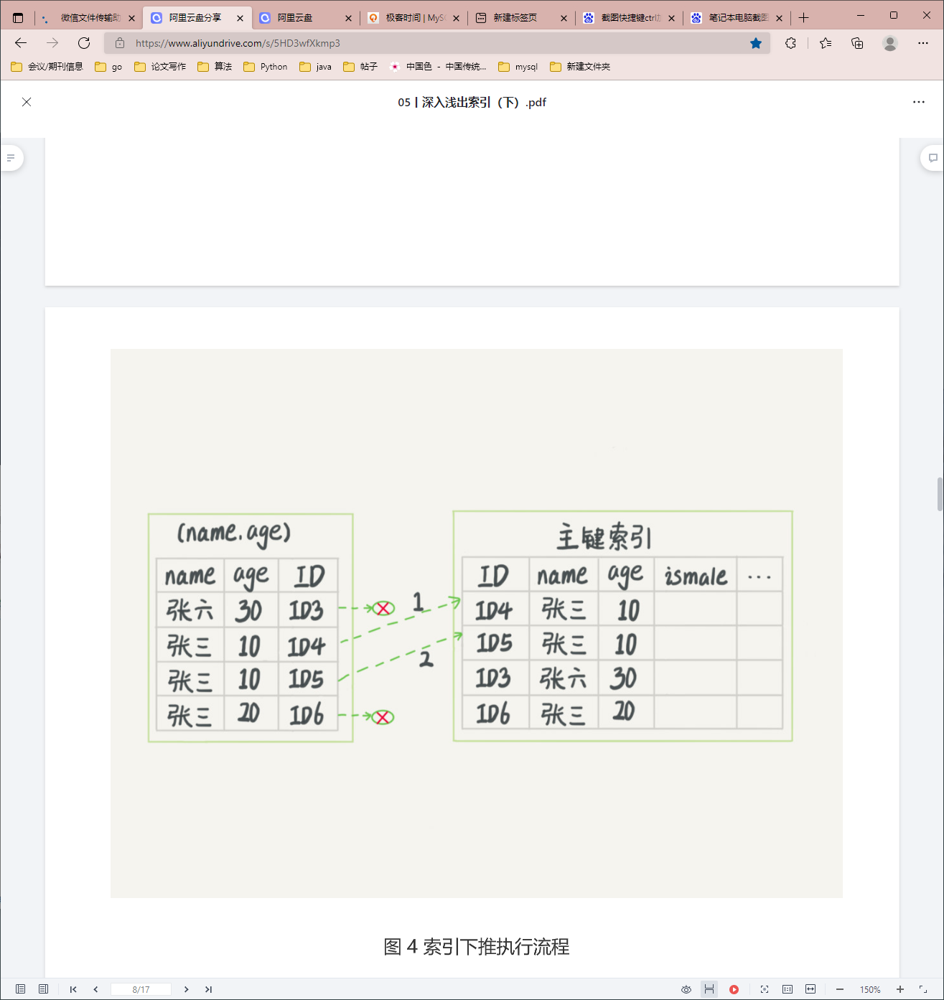 微信文件传输助
阿里云盘分享
阿里云盘
极客时间 | MyS
新建标签页
截图快捷键ctrl
笔记本电脑截图
https://www.aliyundrive.com/s/5HD3wfXkmp3
会议/期刊信息
go
论文写作
算法
Python
java
帖子
中国色 - 中国传统...
mysql
新建文件夹
05 | 深入浅出索引（下）.pdf
(name.age)
name age ID
张六 30 ID3
张三 10 ID4
张三 10 ID5
张三 20 ID6
1
2
主键索引
ID name age ismale ...
ID4 张三 10
ID5 张三 10
ID3 张六 30
ID6 张三 20
图 4 索引下推执行流程
8/17
150%